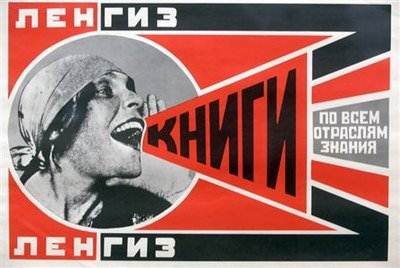 ЛЕНГИЗ
КНИГИ
ПО ВСЕМ
ОТРАСЛЯМ
ЗНАНИЯ
ЛЕНГИЗ